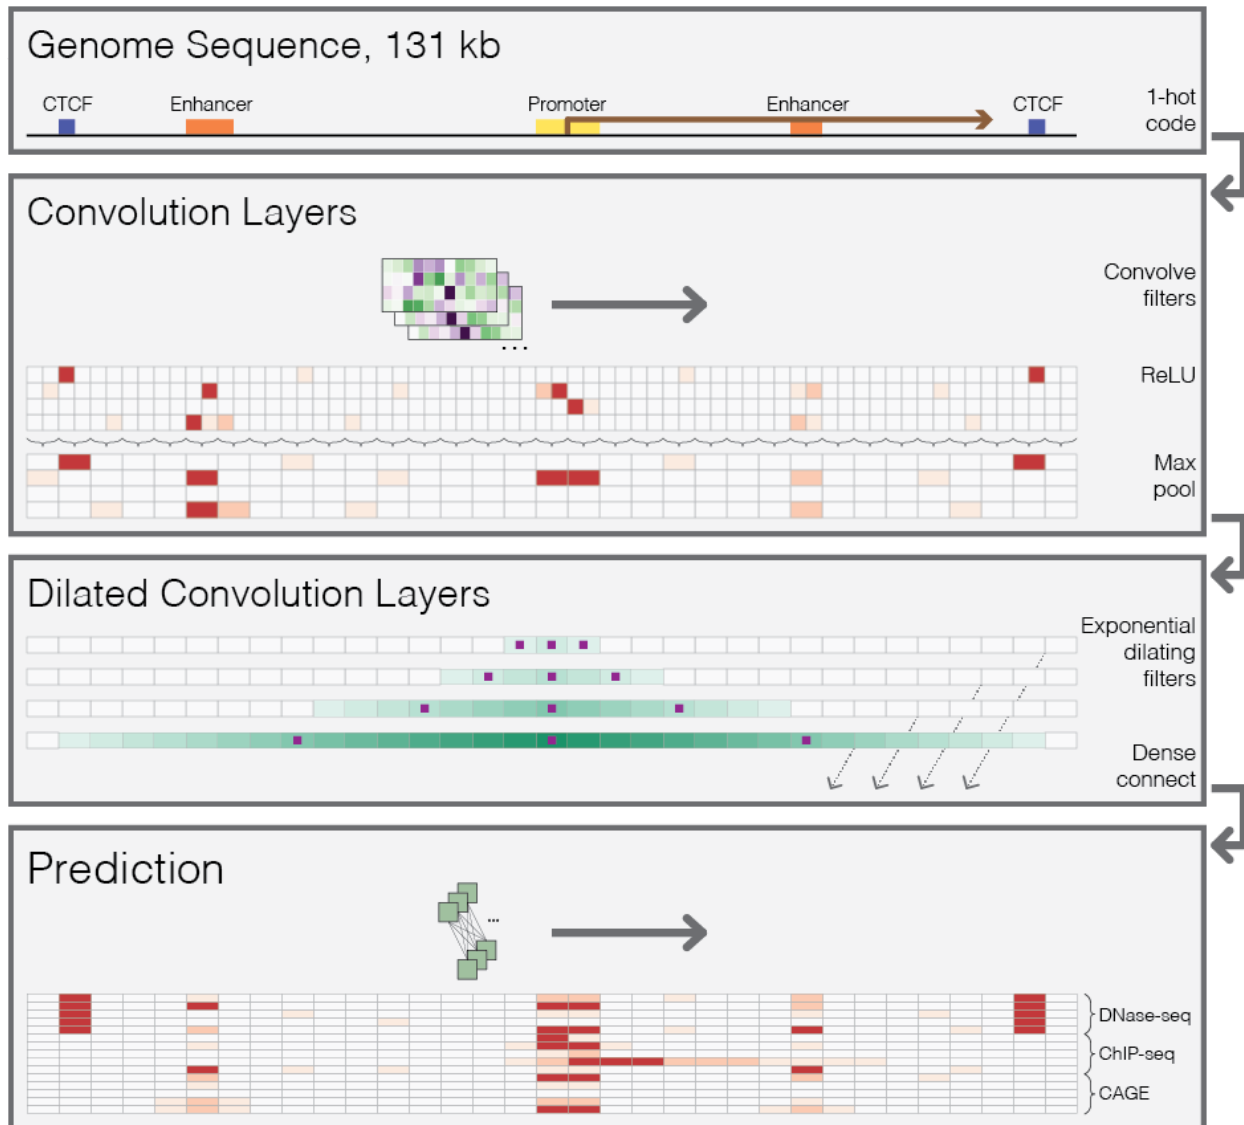 Genome Sequence, 131 kb
CTCF
Enhancer
Promoter
Enhancer
CTCF
1-hot
code
Convolution Layers
Convolve
filters
...
ReLU
Max
pool
Dilated Convolution Layers
Exponential
dilating
filters
Dense
connect
Prediction
...
DNase-seq
ChIP-seq
CAGE